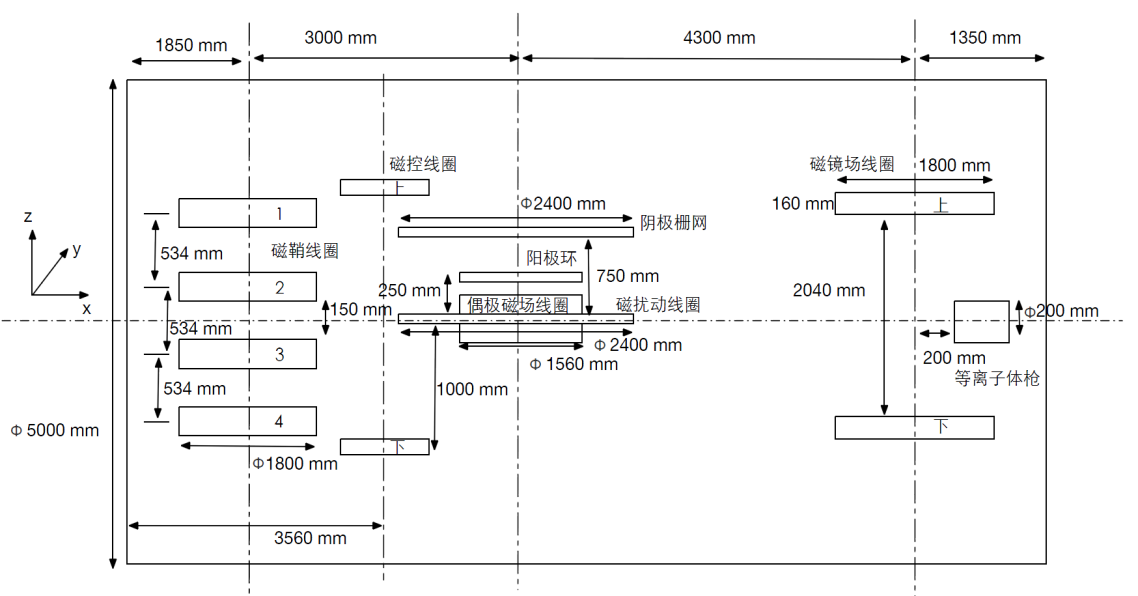 1850 mm
3000 mm
4300 mm
1350 mm
磁控线圈
上
磁镜场线圈
1800 mm
160 mm
上
Φ2400 mm
阴极栅网
1
z
y
x
534 mm
磁鞘线圈
阳极环
750 mm
2
250 mm
偶极磁场线圈
磁扰动线圈
2040 mm
150 mm
Φ200 mm
534 mm
3
Φ 2400 mm
200 mm
Φ 1560 mm
等离子体枪
534 mm
1000 mm
4
下
下
Φ 5000 mm
Φ1800 mm
3560 mm